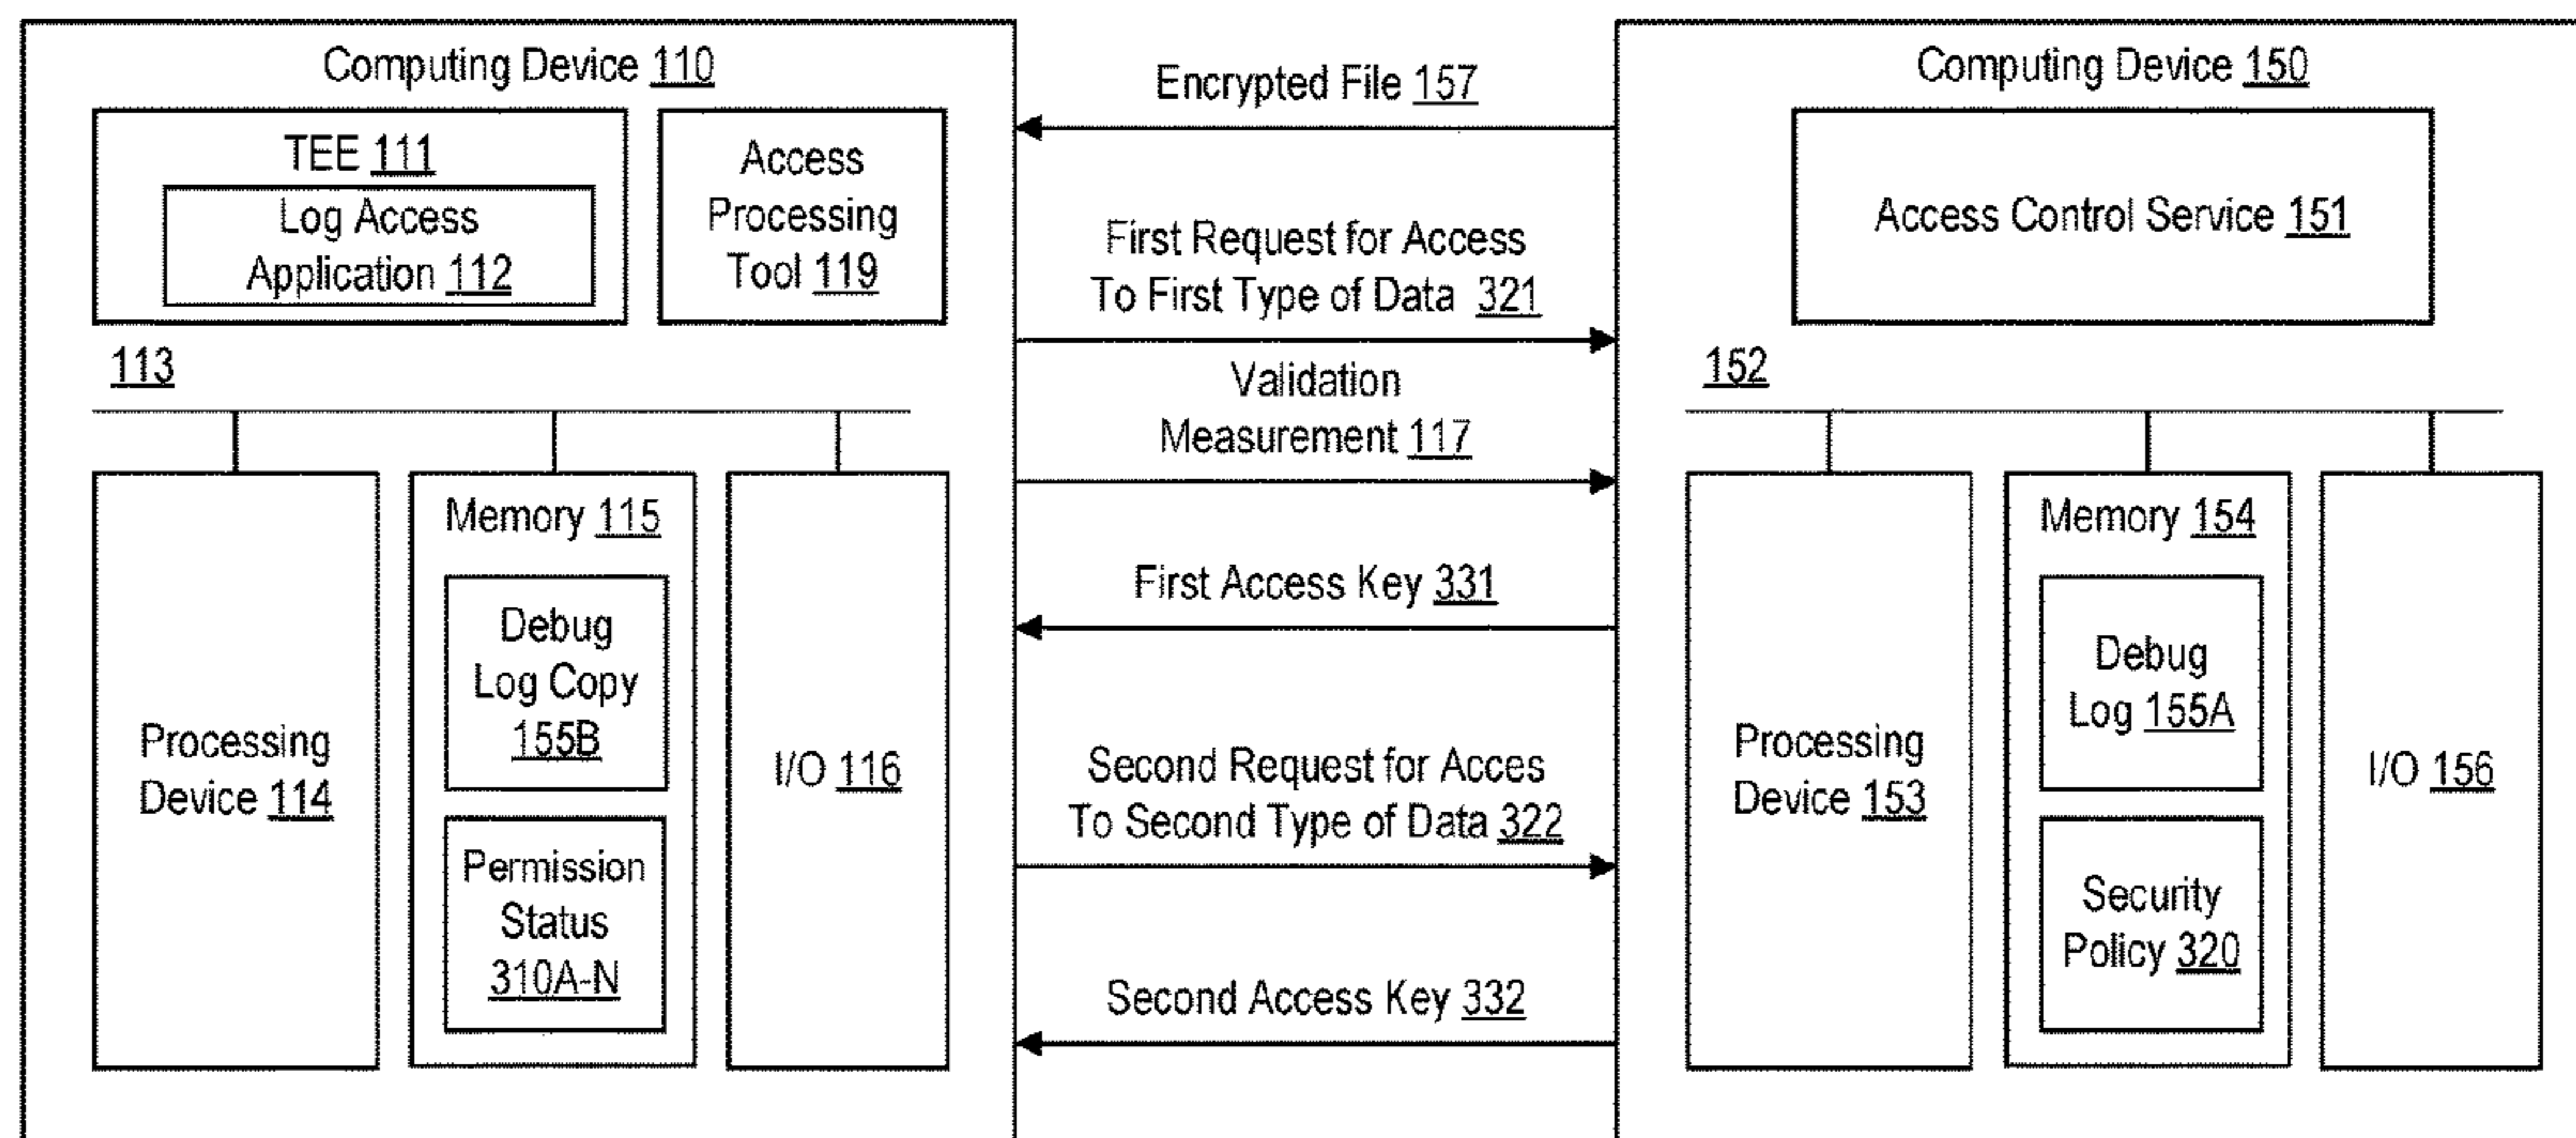 Computing Device 110
TEE 111
Log Access
Application 112
Access
Processing
Tool 119
113
Processing
Device 114
Memory 115
Debug
Log Copy
155B
Permission
Status
310A-N
I/O 116
Encrypted File 157
First Request for Access
To First Type of Data 321
Validation
Measurement 117
First Access Key 331
Second Request for Acces
To Second Type of Data 322
Second Access Key 332
Computing Device 150
Access Control Service 151
152
Processing
Device 153
Memory 154
Debug
Log 155A
Security
Policy 320
I/O 156